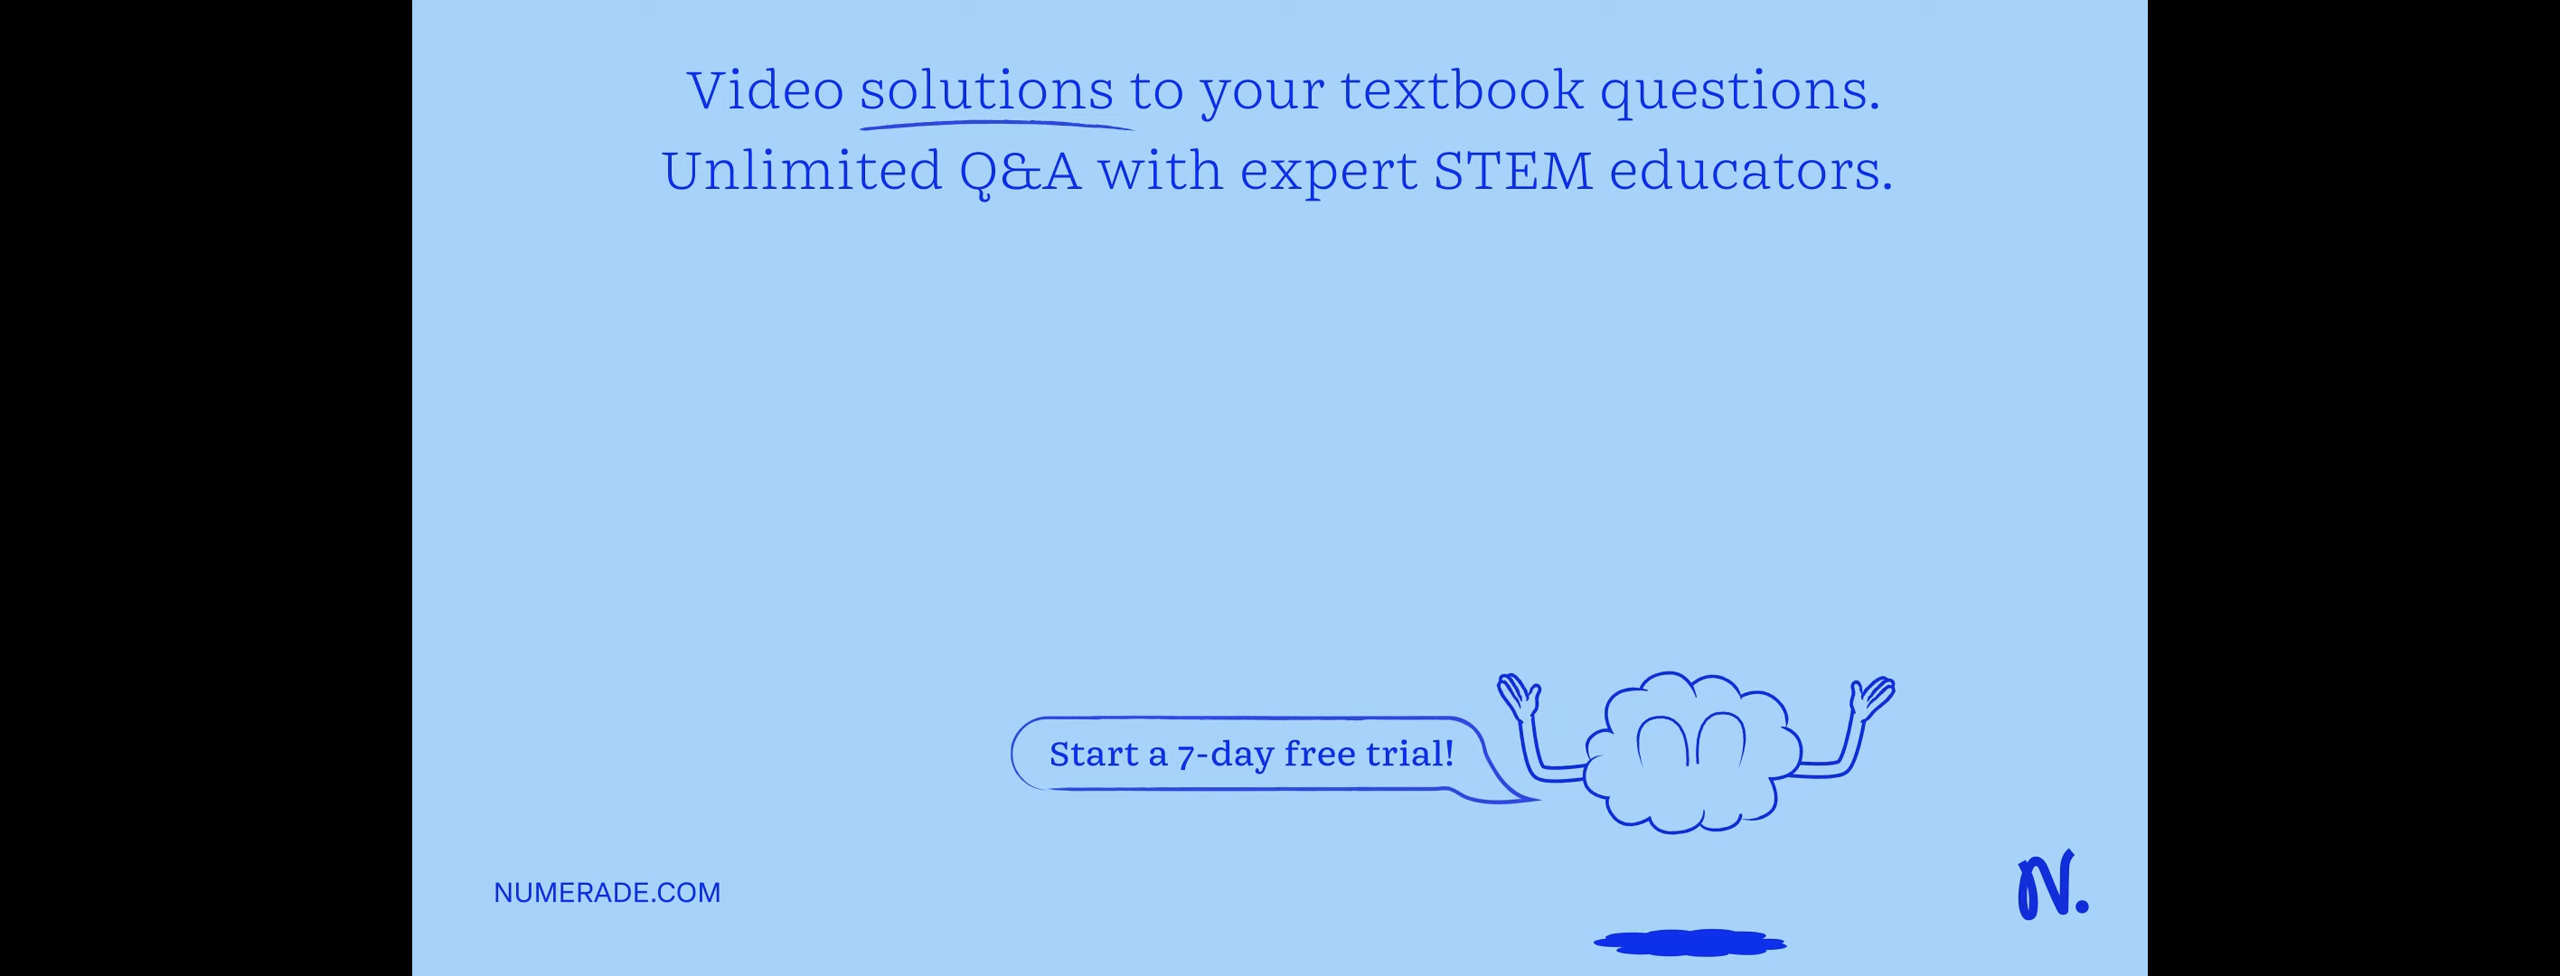 Video solutions to your textbook questions.
Unlimited Q&A with expert STEM educators.
Start a 7-day free trial!
NUMERADE.COM
N.